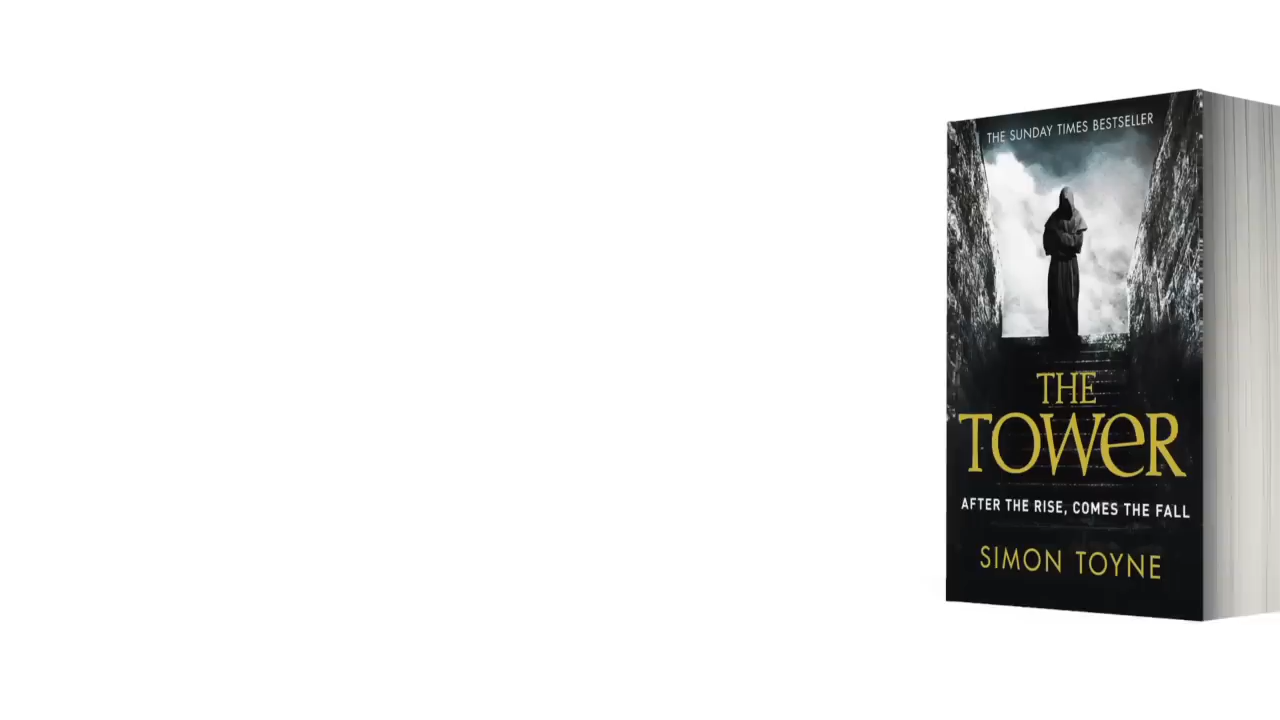 THE SUNDAY TIMES BESTSELLER
THE
TOWER
AFTER THE RISE, COMES THE FALL
SIMON TOYNE